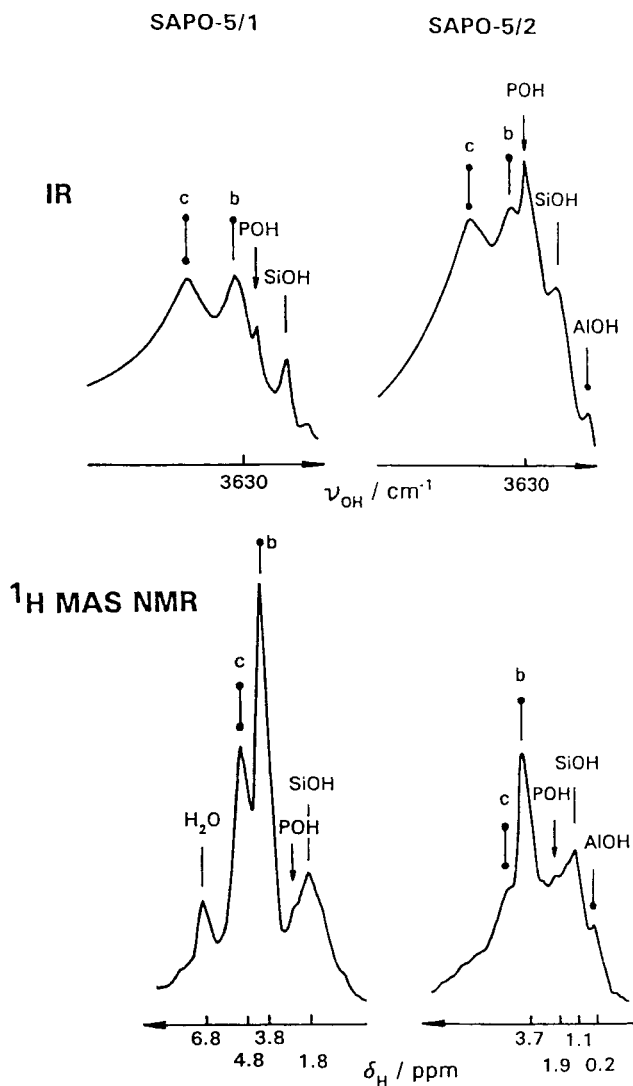 SAPO-5/1 SAPO-5/2
IR
c b POH SiOH
c b POH SiOH AlOH
3630 3630
νOH / cm⁻¹
¹H MAS NMR
H₂O c b POH SiOH
c b POH SiOH AlOH
6.8 4.8 3.8 1.8
3.7 1.9 1.1 0.2
δH / ppm